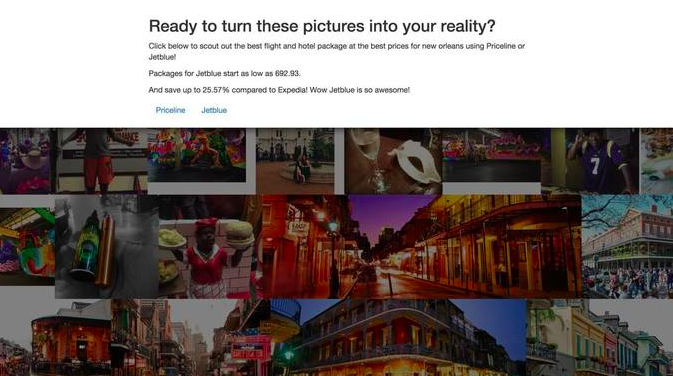 Ready to turn these pictures into your reality?
Click below to scout out the best flight and hotel package at the best prices for new orleans using Priceline or
Jetblue!
Packages for Jetblue start as low as 692.93.
And save up to 25.57% compared to Expedia! Wow Jetblue is so awesome!
Priceline Jetblue
7